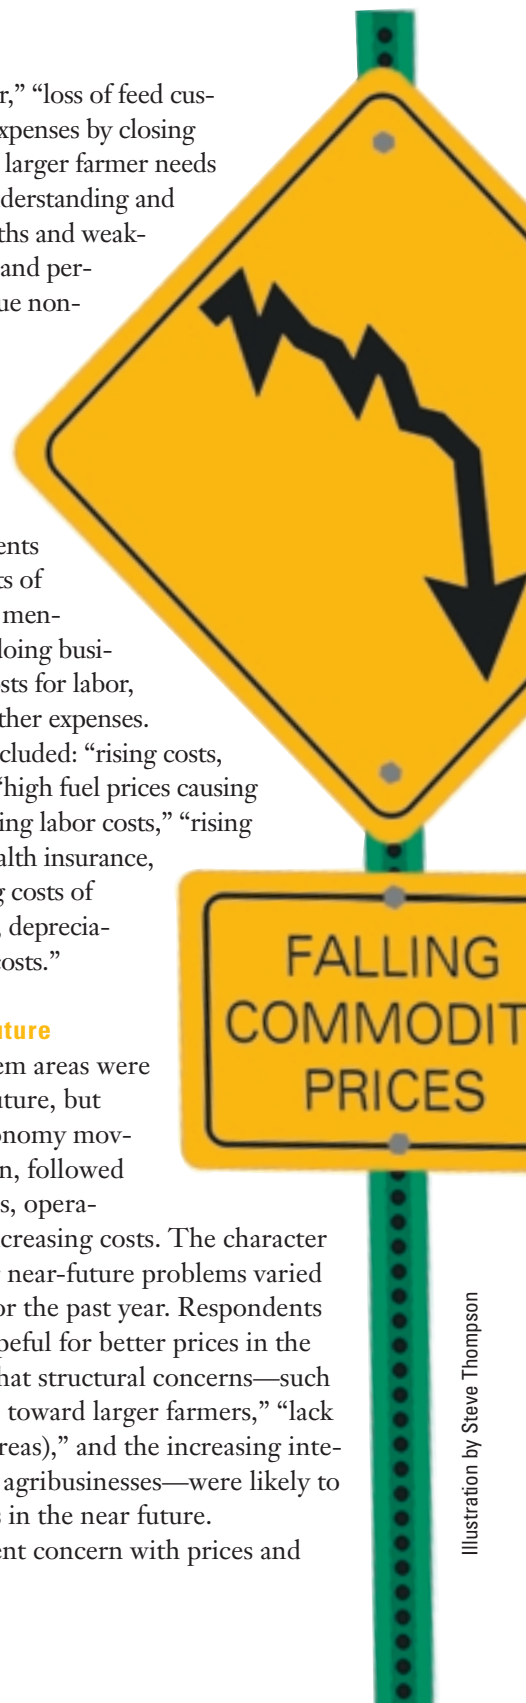 r,” “loss of feed cus-
xpenses by closing
larger farmer needs
derstanding and
ths and weak-
and per-
ue non-
ents
ts of
men-
loing busi-
sts for labor,
ther expenses.
cluded: “rising costs,
“high fuel prices causing
ing labor costs,” “rising
alth insurance,
g costs of
, deprecia-
costs.”
uture
em areas were
uture, but
onomy mov-
n, followed
s, opera-
creasing costs. The character
near-future problems varied
or the past year. Respondents
peful for better prices in the
hat structural concerns—such
toward larger farmers,” “lack
reas),” and the increasing inte-
agribusinesses—were likely to
s in the near future.
ent concern with prices and
FALLING
COMMODIT
PRICES
Illustration by Steve Thompson